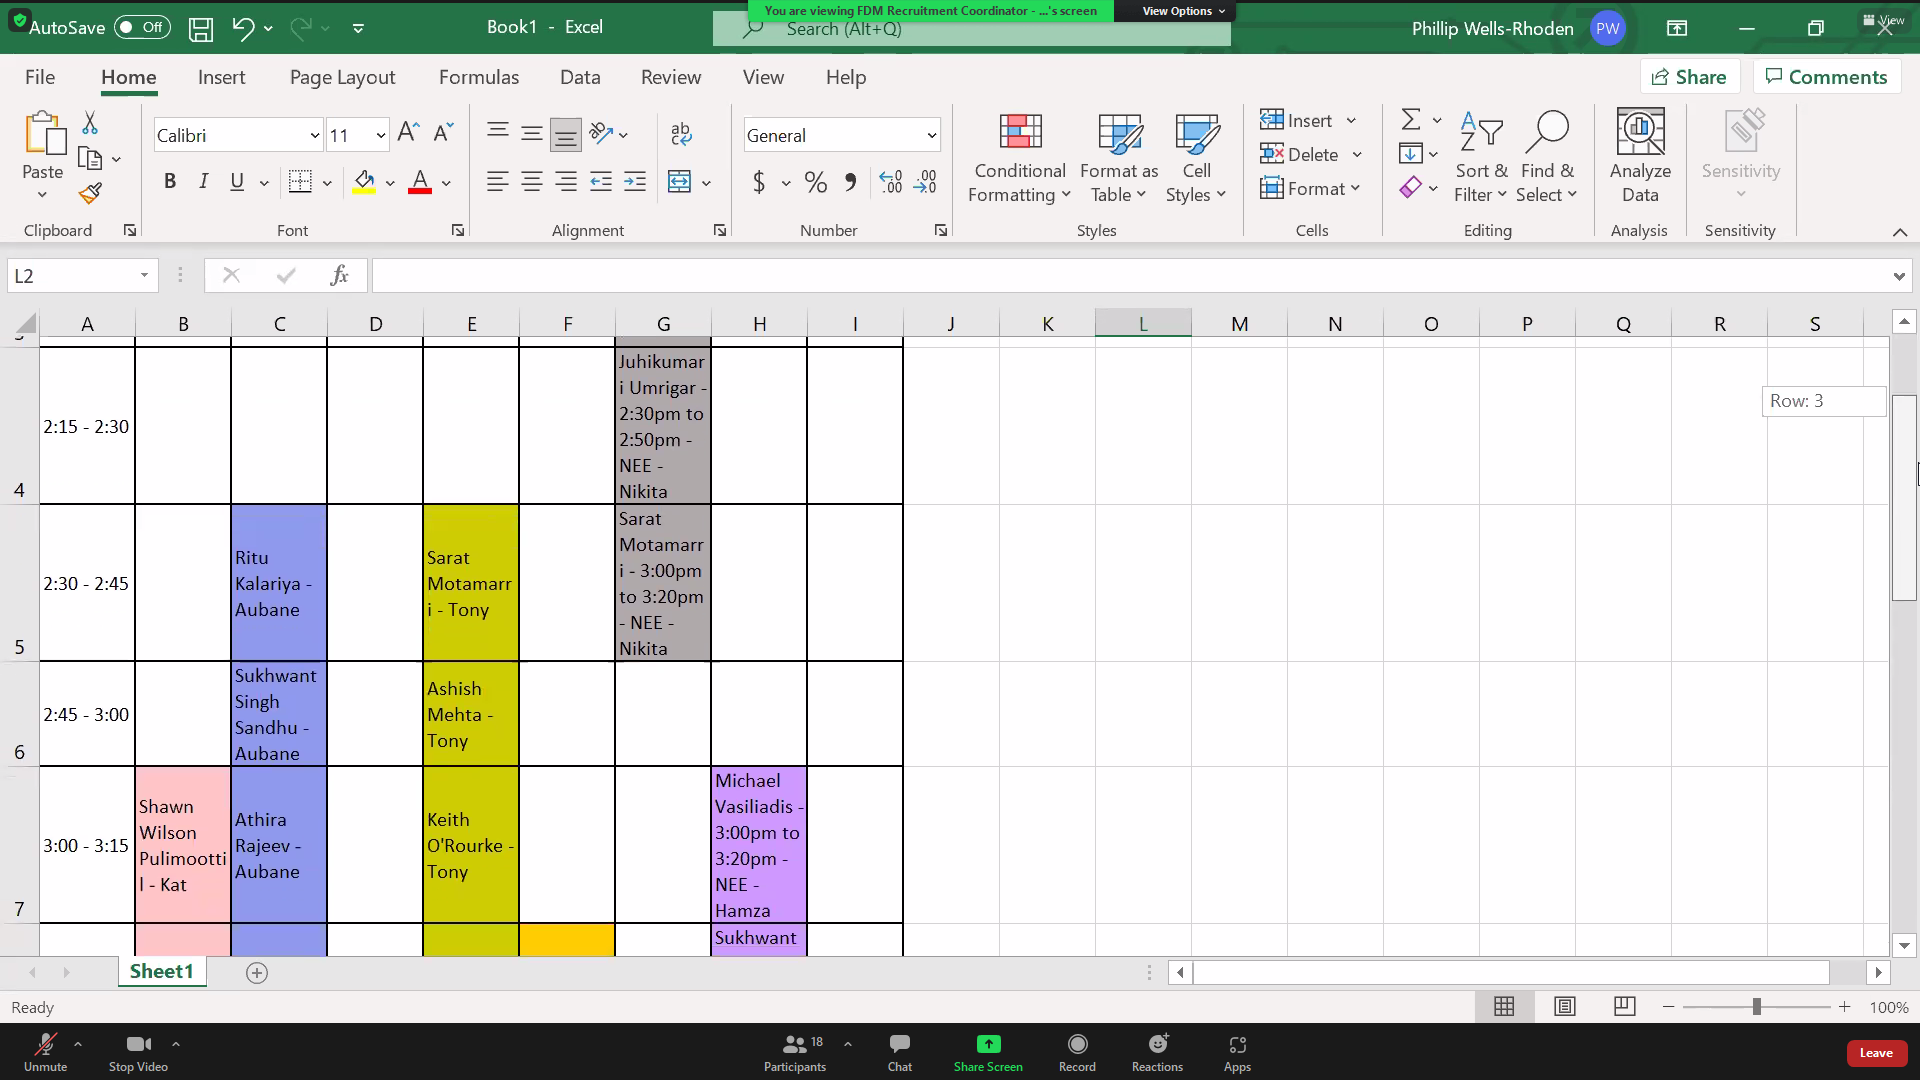 You are viewing FDM Recruitment Coordinator - ...'s screen
View Options
AutoSave Off
Book1 - Excel
Search (Alt+Q)
Phillip Wells-Rhoden PW
View
File Home Insert Page Layout Formulas Data Review View Help
Share Comments
Paste
Clipboard
Calibri 11
B I U
Font
ab
Alignment
General
$ % ,
Number
Conditional
Formatting
Format as
Table
Cell
Styles
Styles
Insert
Delete
Format
Cells
Sort &
Filter
Find &
Select
Editing
Analyze
Data
Analysis
Sensitivity
Sensitivity
L2
fx
A B C D E F G H I J K L M N O P Q R S
Row: 3
4
2:15 - 2:30
Juhikumar
i Umrigar -
2:30pm to
2:50pm -
NEE -
Nikita
5
2:30 - 2:45
Ritu
Kalariya -
Aubane
Sarat
Motamarr
i - Tony
Sarat
Motamarr
i - 3:00pm
to 3:20pm
- NEE -
Nikita
6
2:45 - 3:00
Sukhwant
Singh
Sandhu -
Aubane
Ashish
Mehta -
Tony
7
3:00 - 3:15
Shawn
Wilson
Pulimootti
l - Kat
Athira
Rajeev -
Aubane
Keith
O'Rourke -
Tony
Michael
Vasiliadis -
3:00pm to
3:20pm -
NEE -
Hamza
Sukhwant
Sheet1
Ready
100%
Unmute
Stop Video
18
Participants
Chat
Share Screen
Record
Reactions
Apps
Leave